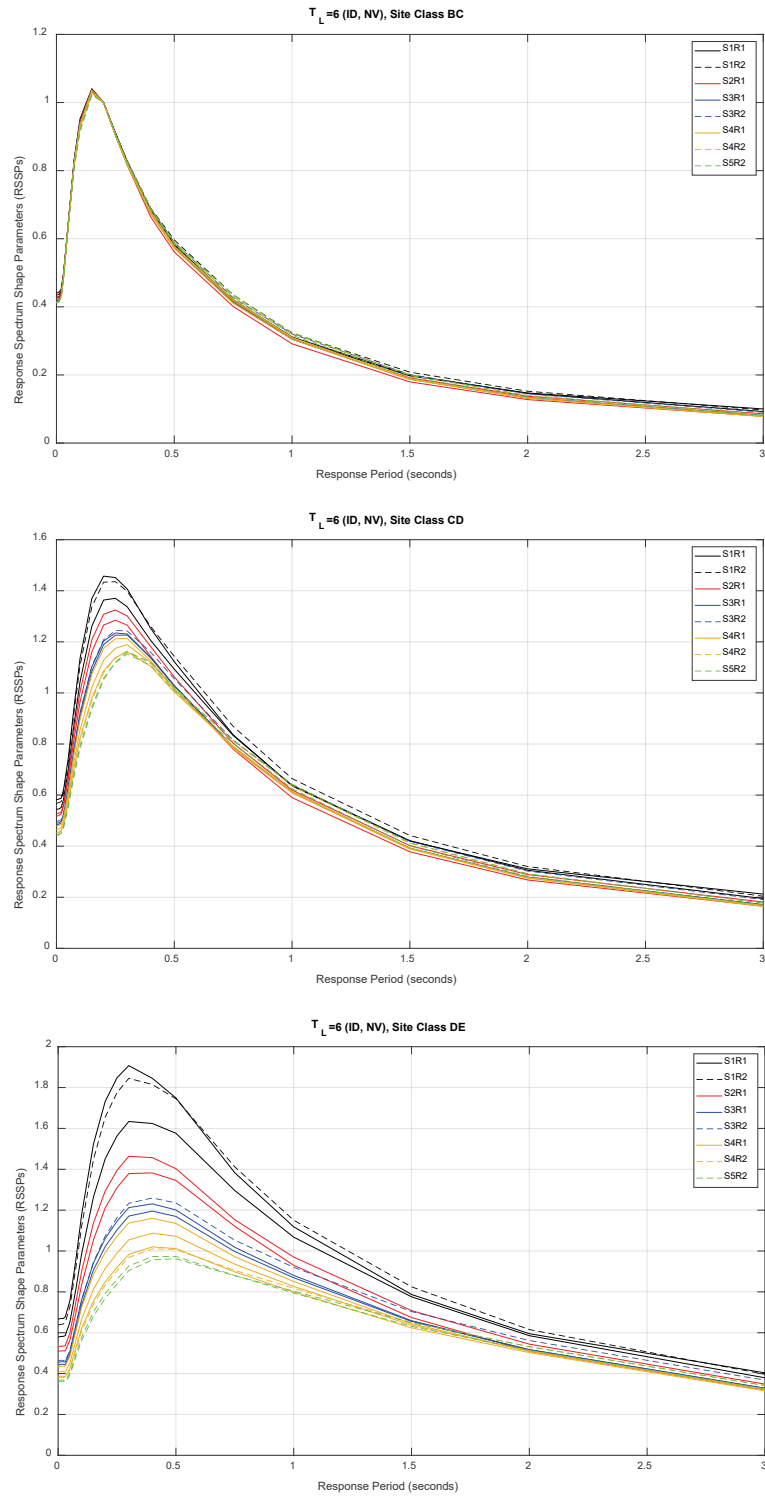 T L =6 (ID, NV), Site Class BC
1.2
1
0.8
0.6
0.4
0.2
0
Response Spectrum Shape Parameters (RSSPs)
S1R1
S1R2
S2R1
S3R1
S3R2
S4R1
S4R2
S5R2
0 0.5 1 1.5 2 2.5 3
Response Period (seconds)
T L =6 (ID, NV), Site Class CD
1.6
1.4
1.2
1
0.8
0.6
0.4
0.2
0
Response Spectrum Shape Parameters (RSSPs)
S1R1
S1R2
S2R1
S3R1
S3R2
S4R1
S4R2
S5R2
0 0.5 1 1.5 2 2.5 3
Response Period (seconds)
T L =6 (ID, NV), Site Class DE
2
1.8
1.6
1.4
1.2
1
0.8
0.6
0.4
0.2
0
Response Spectrum Shape Parameters (RSSPs)
S1R1
S1R2
S2R1
S3R1
S3R2
S4R1
S4R2
S5R2
0 0.5 1 1.5 2 2.5 3
Response Period (seconds)